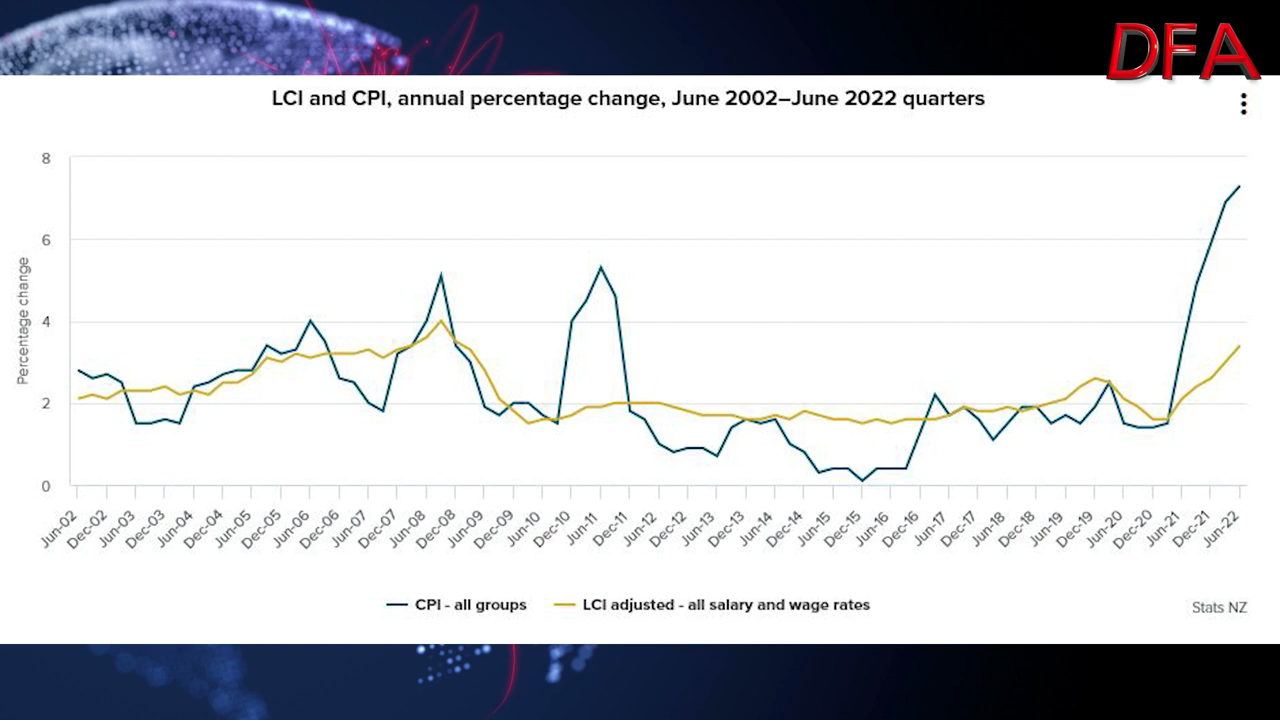 DFA
LCI and CPI, annual percentage change, June 2002–June 2022 quarters
Percentage change
8
6
4
2
0
Jun-02
Dec-02
Jun-03
Dec-03
Jun-04
Dec-04
Jun-05
Dec-05
Jun-06
Dec-06
Jun-07
Dec-07
Jun-08
Dec-08
Jun-09
Dec-09
Jun-10
Dec-10
Jun-11
Dec-11
Jun-12
Dec-12
Jun-13
Dec-13
Jun-14
Dec-14
Jun-15
Dec-15
Jun-16
Dec-16
Jun-17
Dec-17
Jun-18
Dec-18
Jun-19
Dec-19
Jun-20
Dec-20
Jun-21
Dec-21
Jun-22
CPI - all groups
LCI adjusted - all salary and wage rates
Stats NZ